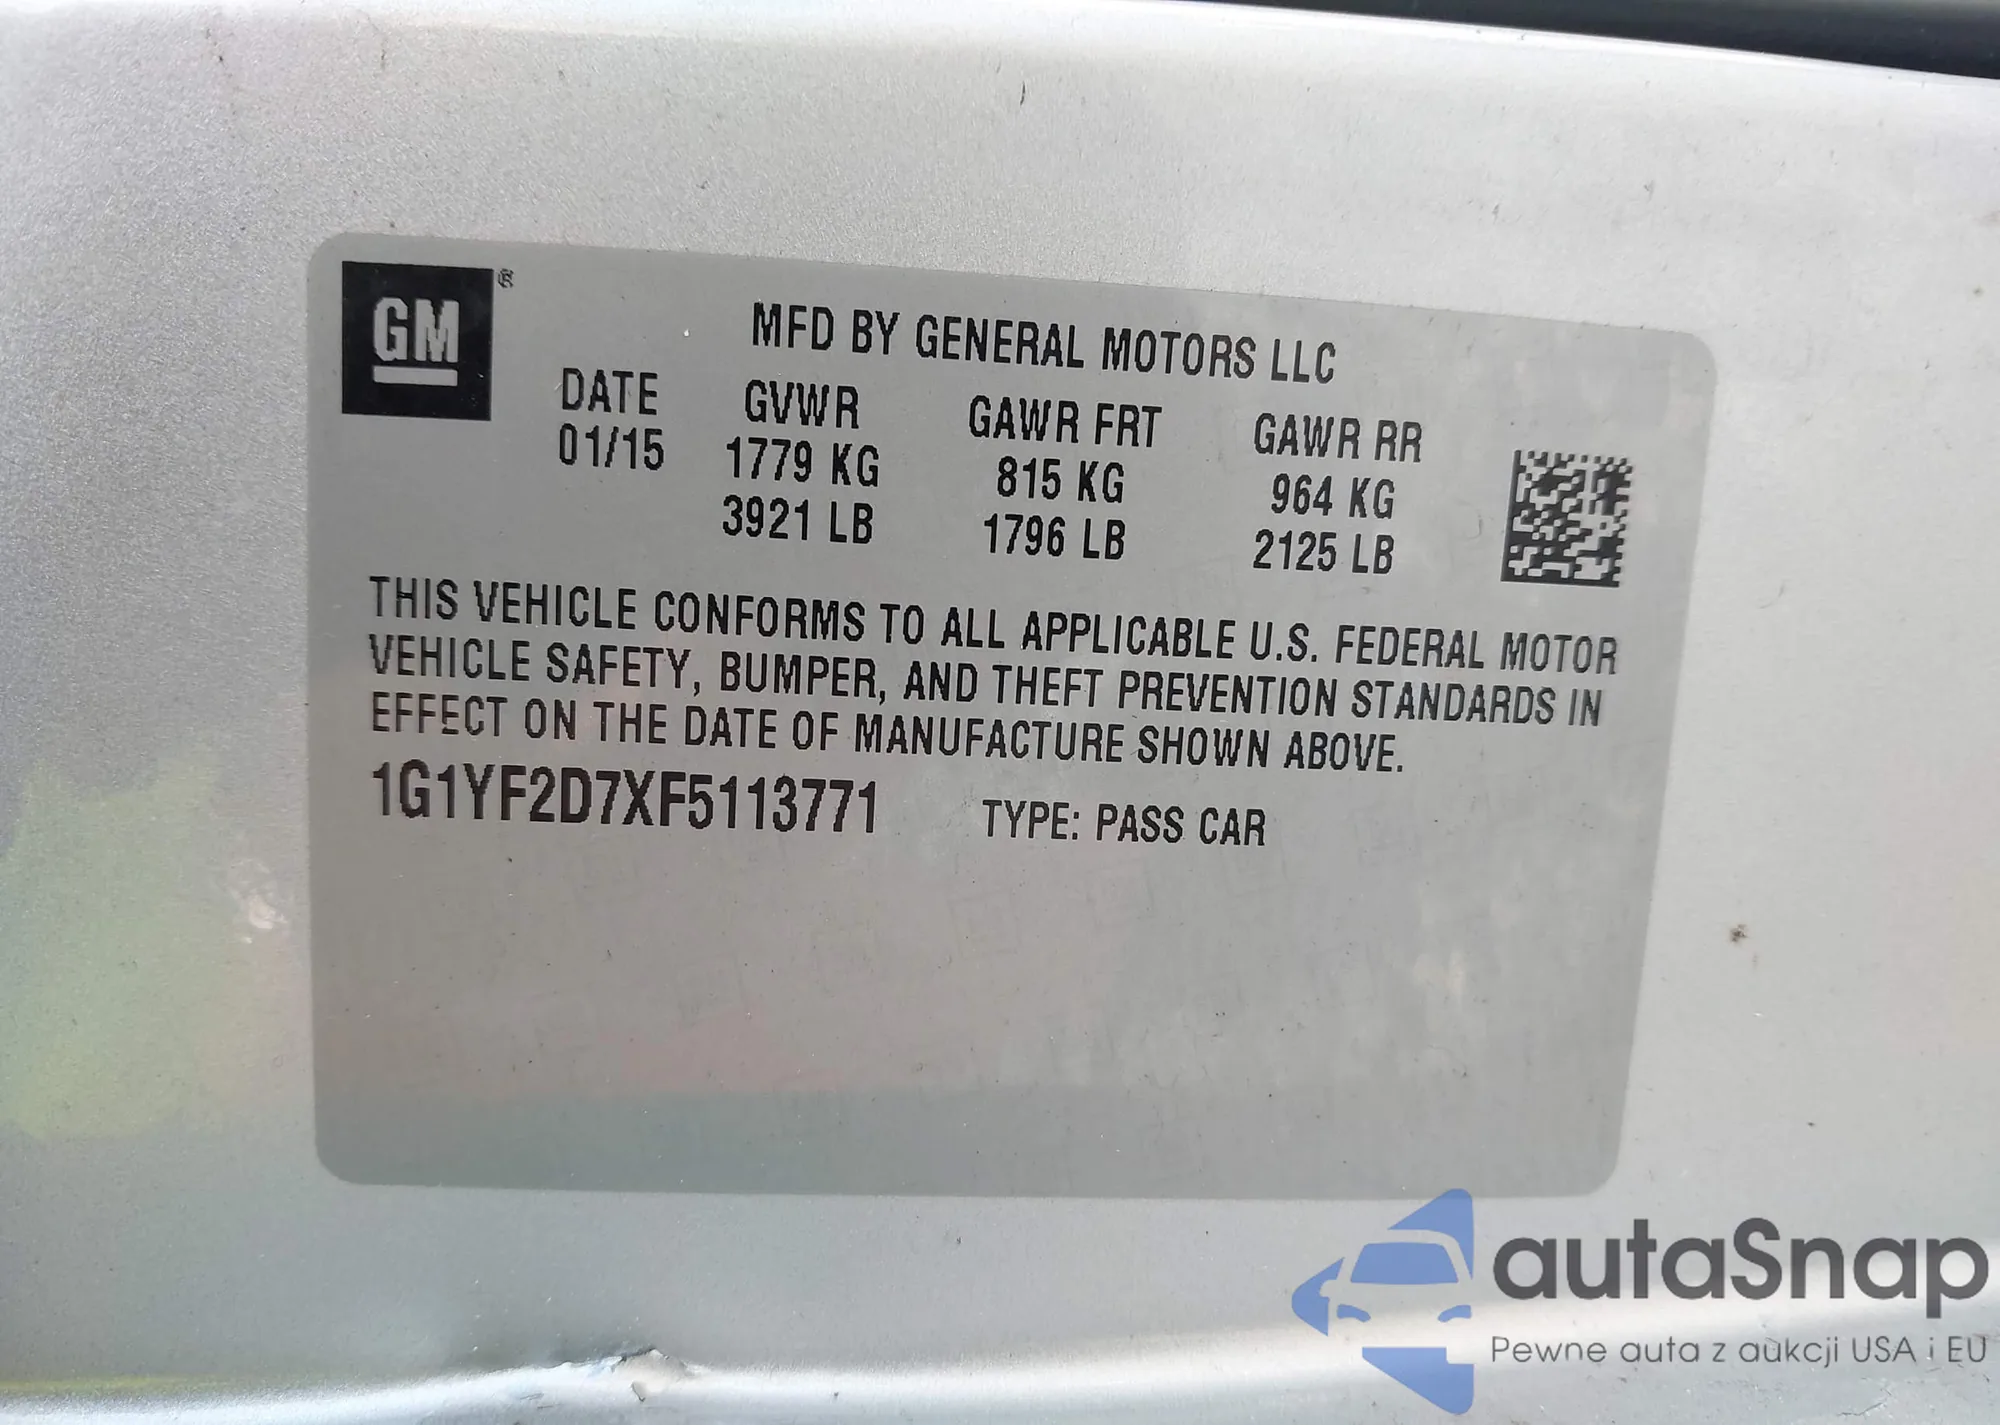 GM ®
MFD BY GENERAL MOTORS LLC
DATE GVWR GAWR FRT GAWR RR
01/15 1779 KG 815 KG 964 KG
3921 LB 1796 LB 2125 LB
THIS VEHICLE CONFORMS TO ALL APPLICABLE U.S. FEDERAL MOTOR
VEHICLE SAFETY, BUMPER, AND THEFT PREVENTION STANDARDS IN
EFFECT ON THE DATE OF MANUFACTURE SHOWN ABOVE.
1G1YF2D7XF5113771 TYPE: PASS CAR
autaSnap
Pewne auta z aukcji USA i EU